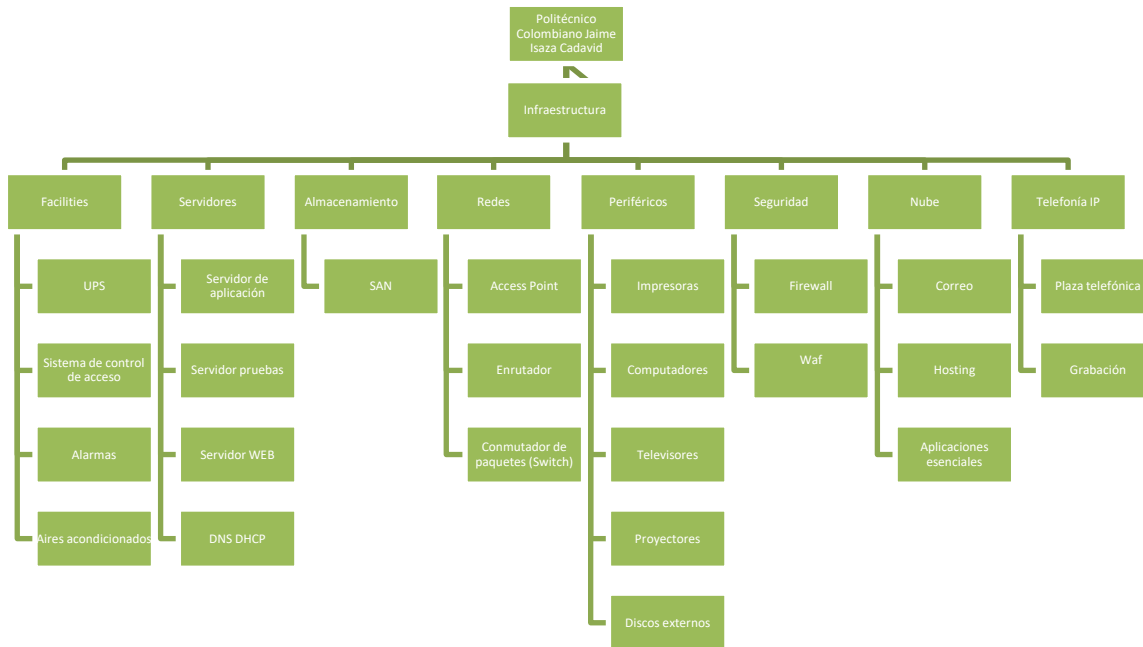 Politécnico
Colombiano Jaime
Isaza Cadavid
Infraestructura
Facilities
Servidores
Almacenamiento
Redes
Periféricos
Seguridad
Nube
Telefonía IP
UPS
Servidor de
aplicación
SAN
Access Point
Impresoras
Firewall
Correo
Plaza telefónica
Sistema de control
de acceso
Servidor pruebas
Enrutador
Computadores
Waf
Hosting
Grabación
Alarmas
Servidor WEB
Conmutador de
paquetes (Switch)
Televisores
Aplicaciones
esenciales
Aires acondicionados
DNS DHCP
Proyectores
Discos externos